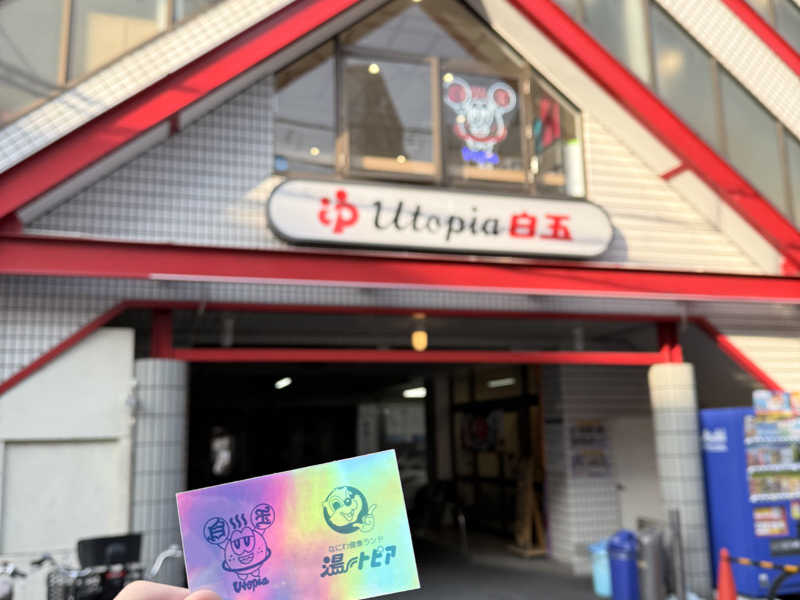 ゆ Utopia 白玉
白 玉
Utopia
なにわ健康ランド
湯〜トピア
Asahi